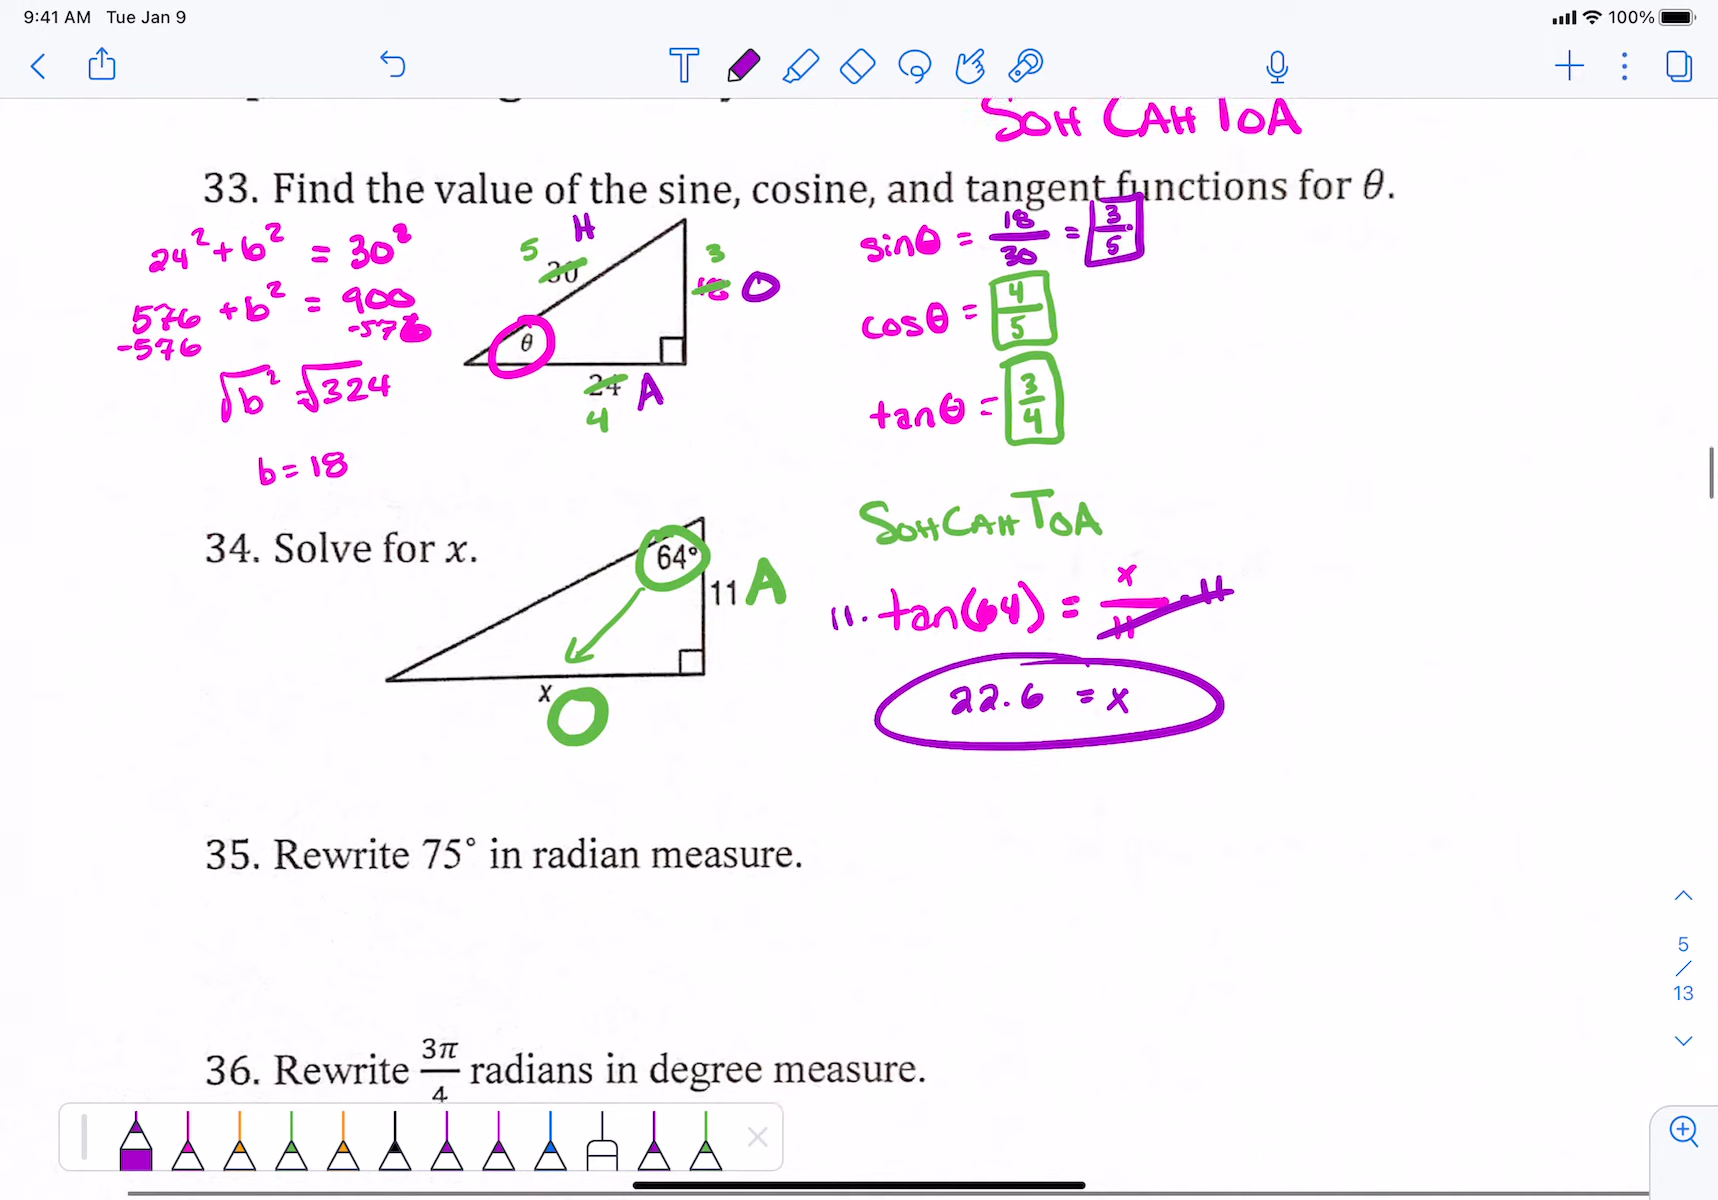 9:41 AM Tue Jan 9
100%
SOH CAH TOA
33. Find the value of the sine, cosine, and tangent functions for θ.
24² + b² = 30²
576 + b² = 900
-576 -576
√b² √324
b = 18
5 H
30
3
18 O
θ
24 A
4
sinθ = 18/30 = 3/5
cosθ = 4/5
tanθ = 3/4
34. Solve for x.
64°
11 A
x O
SOH CAH TOA
11 · tan(64) = x/11 · 11
22.6 = x
35. Rewrite 75° in radian measure.
36. Rewrite 3π/4 radians in degree measure.
5
/
13